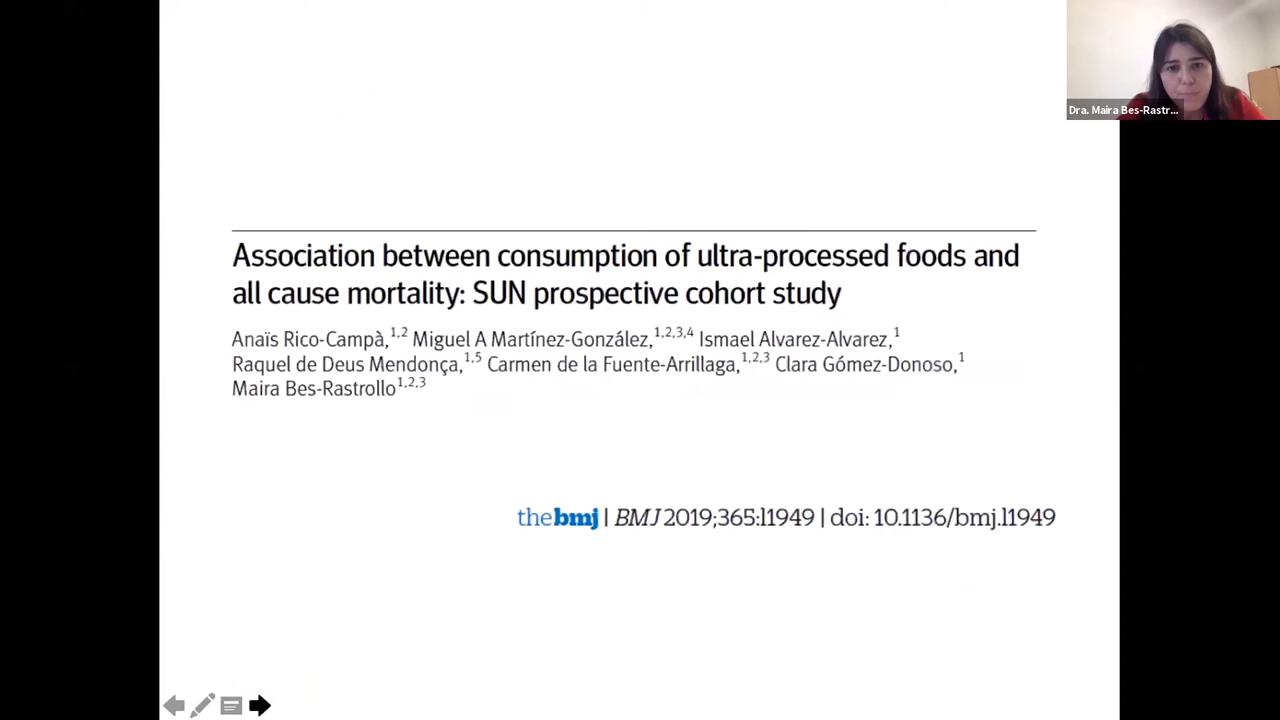 Dra. Maira Bes-Rastr...
Association between consumption of ultra-processed foods and
all cause mortality: SUN prospective cohort study
Anaïs Rico-Campà,1,2 Miguel A Martínez-González,1,2,3,4 Ismael Alvarez-Alvarez,1
Raquel de Deus Mendonça,1,5 Carmen de la Fuente-Arrillaga,1,2,3 Clara Gómez-Donoso,1
Maira Bes-Rastrollo1,2,3
thebmj | BMJ 2019;365:l1949 | doi: 10.1136/bmj.l1949